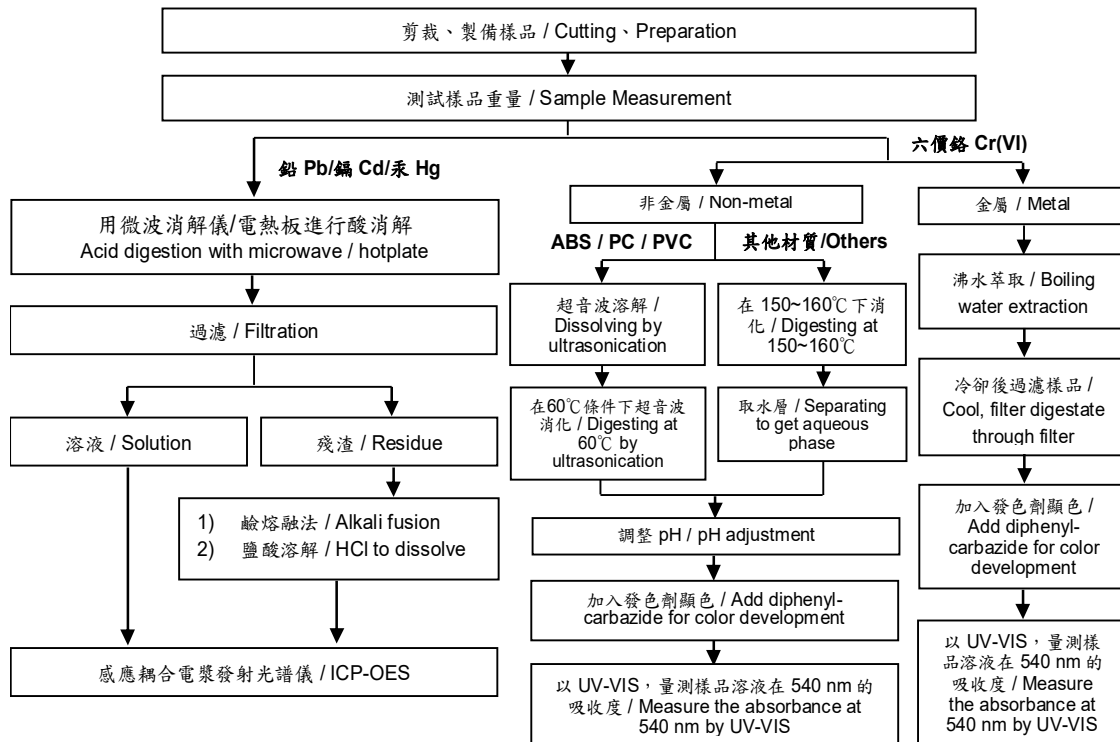 剪裁、製備樣品 / Cutting、Preparation
測試樣品重量 / Sample Measurement
鉛 Pb/鎘 Cd/汞 Hg
六價鉻 Cr(VI)
用微波消解儀/電熱板進行酸消解
Acid digestion with microwave / hotplate
過濾 / Filtration
溶液 / Solution
殘渣 / Residue
1) 鹼熔融法 / Alkali fusion
2) 鹽酸溶解 / HCl to dissolve
感應耦合電漿發射光譜儀 / ICP-OES
非金屬 / Non-metal
ABS / PC / PVC
其他材質/Others
超音波溶解 /
Dissolving by
ultrasonication
在60℃條件下超音波
消化 / Digesting at
60℃ by
ultrasonication
在 150~160℃下消
化 / Digesting at
150~160℃
取水層 / Separating
to get aqueous
phase
調整 pH / pH adjustment
加入發色劑顯色 / Add diphenyl-
carbazide for color development
以 UV-VIS，量測樣品溶液在 540 nm 的
吸收度 / Measure the absorbance at
540 nm by UV-VIS
金屬 / Metal
沸水萃取 / Boiling
water extraction
冷卻後過濾樣品 /
Cool, filter digestate
through filter
加入發色劑顯色 /
Add diphenyl-
carbazide for color
development
以 UV-VIS，量測樣
品溶液在 540 nm 的
吸收度 / Measure
the absorbance at
540 nm by UV-VIS